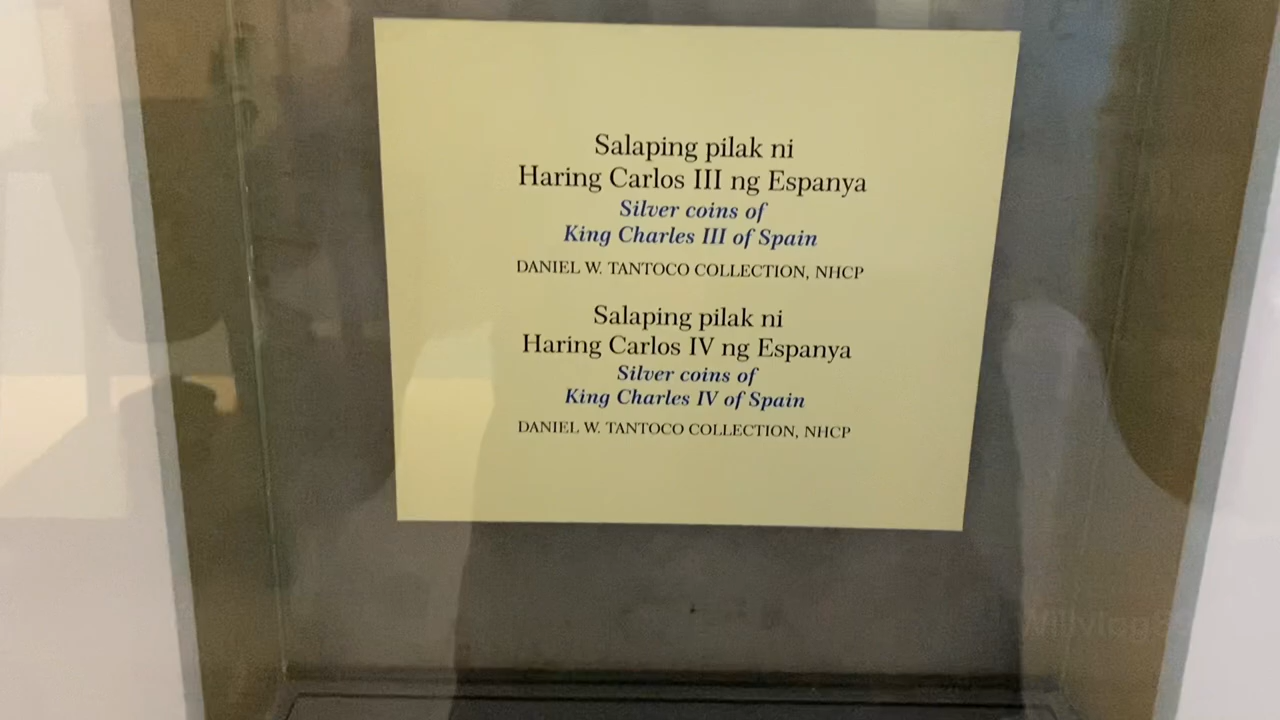 Salaping pilak ni
Haring Carlos III ng Espanya
Silver coins of
King Charles III of Spain
DANIEL W. TANTOCO COLLECTION, NHCP
Salaping pilak ni
Haring Carlos IV ng Espanya
Silver coins of
King Charles IV of Spain
DANIEL W. TANTOCO COLLECTION, NHCP